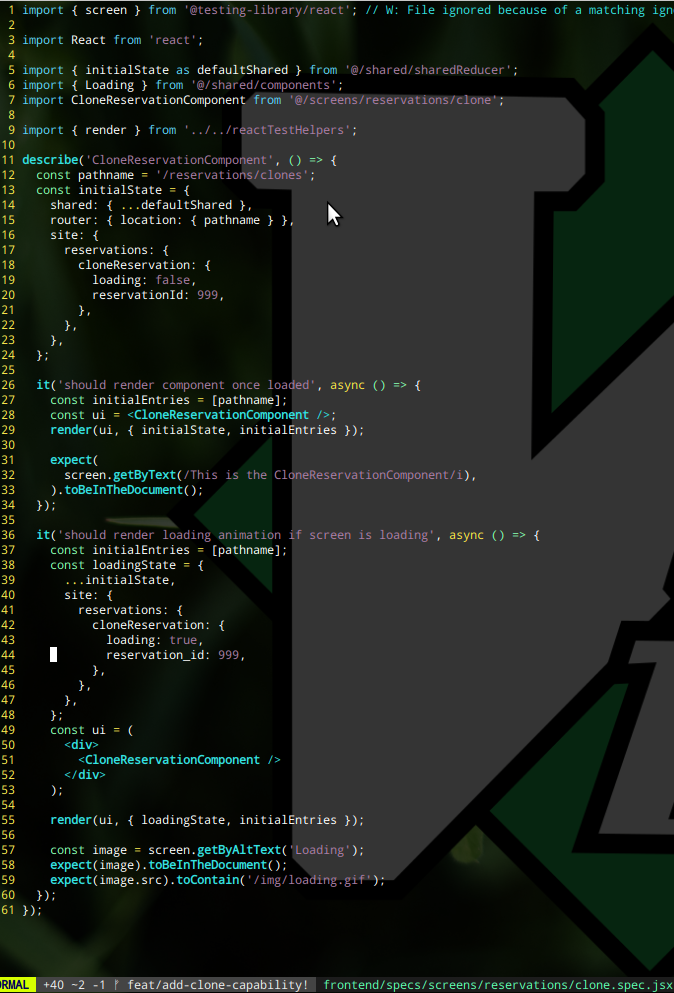 1 import { screen } from '@testing-library/react'; // W: File ignored because of a matching ign
2
3 import React from 'react';
4
5 import { initialState as defaultShared } from '@/shared/sharedReducer';
6 import { Loading } from '@/shared/components';
7 import CloneReservationComponent from '@/screens/reservations/clone';
8
9 import { render } from '../../reactTestHelpers';
10
11 describe('CloneReservationComponent', () => {
12   const pathname = '/reservations/clones';
13   const initialState = {
14     shared: { ...defaultShared },
15     router: { location: { pathname } },
16     site: {
17       reservations: {
18         cloneReservation: {
19           loading: false,
20           reservationId: 999,
21         },
22       },
23     },
24   };
25
26   it('should render component once loaded', async () => {
27     const initialEntries = [pathname];
28     const ui = <CloneReservationComponent />;
29     render(ui, { initialState, initialEntries });
30
31     expect(
32       screen.getByText(/This is the CloneReservationComponent/i),
33     ).toBeInTheDocument();
34   });
35
36   it('should render loading animation if screen is loading', async () => {
37     const initialEntries = [pathname];
38     const loadingState = {
39       ...initialState,
40       site: {
41         reservations: {
42           cloneReservation: {
43             loading: true,
44             reservation_id: 999,
45           },
46         },
47       },
48     };
49     const ui = (
50       <div>
51         <CloneReservationComponent />
52       </div>
53     );
54
55     render(ui, { loadingState, initialEntries });
56
57     const image = screen.getByAltText('Loading');
58     expect(image).toBeInTheDocument();
59     expect(image.src).toContain('/img/loading.gif');
60   });
61 });
RMAL +40 ~2 -1 ᚠ feat/add-clone-capability! frontend/specs/screens/reservations/clone.spec.jsx